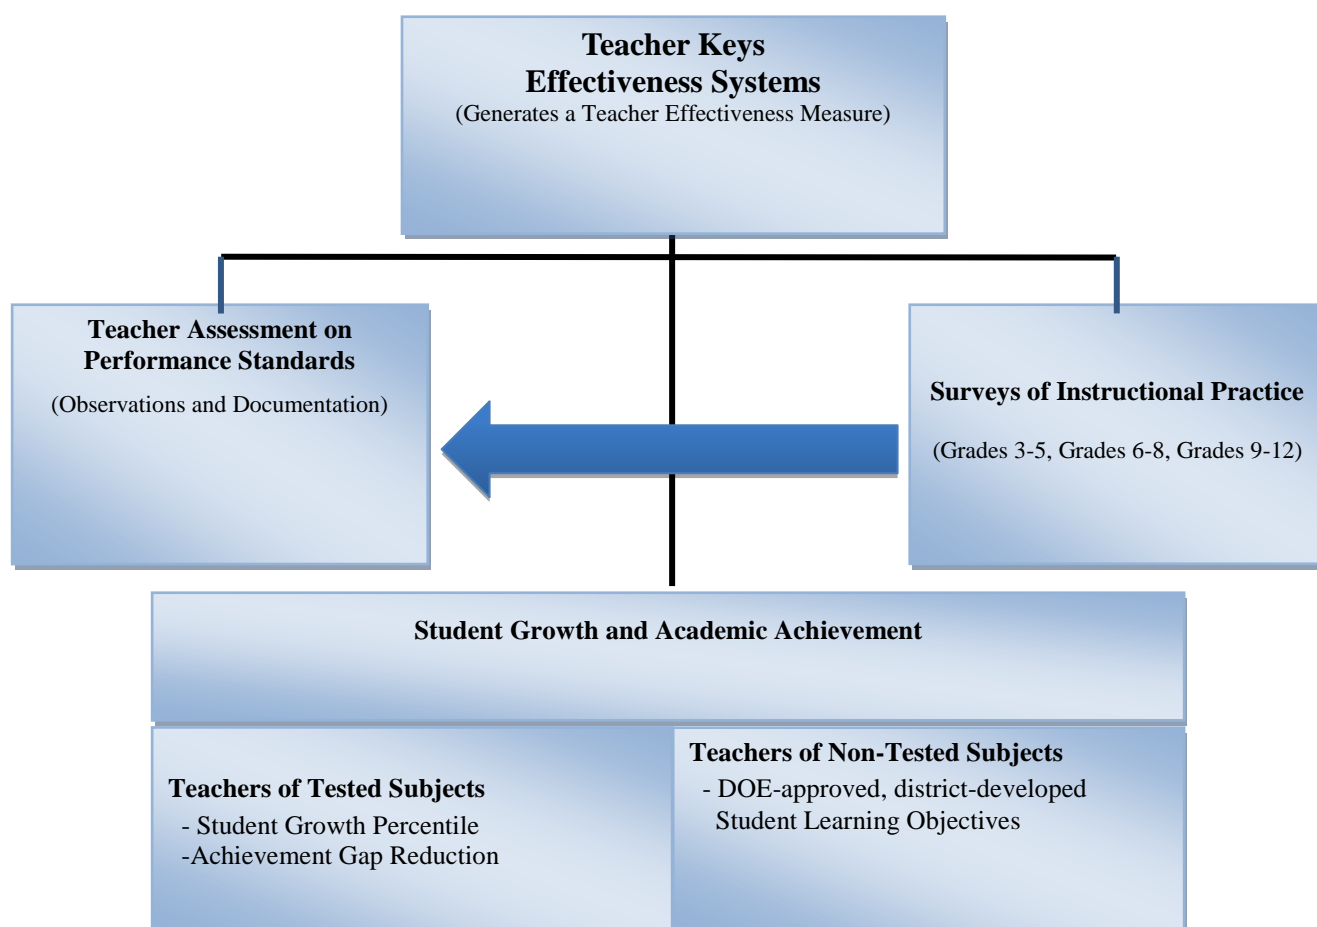 Teacher Keys
Effectiveness Systems
(Generates a Teacher Effectiveness Measure)
Teacher Assessment on
Performance Standards
(Observations and Documentation)
Surveys of Instructional Practice
(Grades 3-5, Grades 6-8, Grades 9-12)
Student Growth and Academic Achievement
Teachers of Tested Subjects
- Student Growth Percentile
-Achievement Gap Reduction
Teachers of Non-Tested Subjects
- DOE-approved, district-developed
Student Learning Objectives